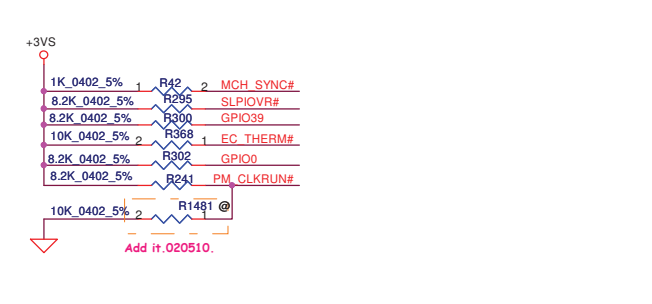 +3VS
1K_0402_5% 1 R42 2 MCH_SYNC#
8.2K_0402_5% R295 SLPIOVR#
8.2K_0402_5% R300 GPIO39
10K_0402_5% 2 R368 1 EC_THERM#
8.2K_0402_5% R302 GPIO0
8.2K_0402_5% R241 PM_CLKRUN#
10K_0402_5% 2 R1481 1 @
Add it.020510.